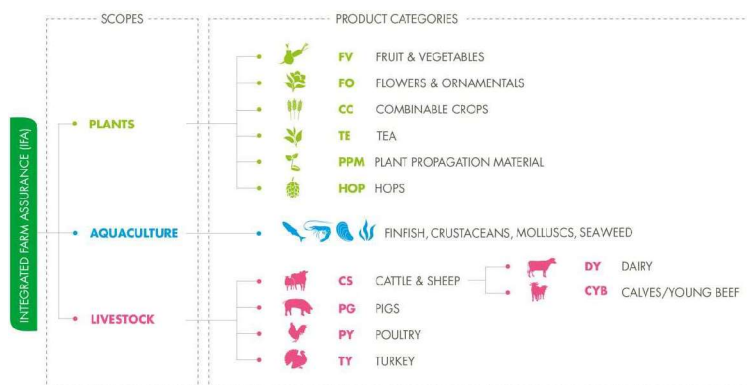 SCOPES
PRODUCT CATEGORIES
INTEGRATED FARM ASSURANCE (IFA)
PLANTS
FV FRUIT & VEGETABLES
FO FLOWERS & ORNAMENTALS
CC COMBINABLE CROPS
TE TEA
PPM PLANT PROPAGATION MATERIAL
HOP HOPS
AQUACULTURE
FINFISH, CRUSTACEANS, MOLLUSCS, SEAWEED
LIVESTOCK
CS CATTLE & SHEEP
DY DAIRY
CYB CALVES/YOUNG BEEF
PG PIGS
PY POULTRY
TY TURKEY